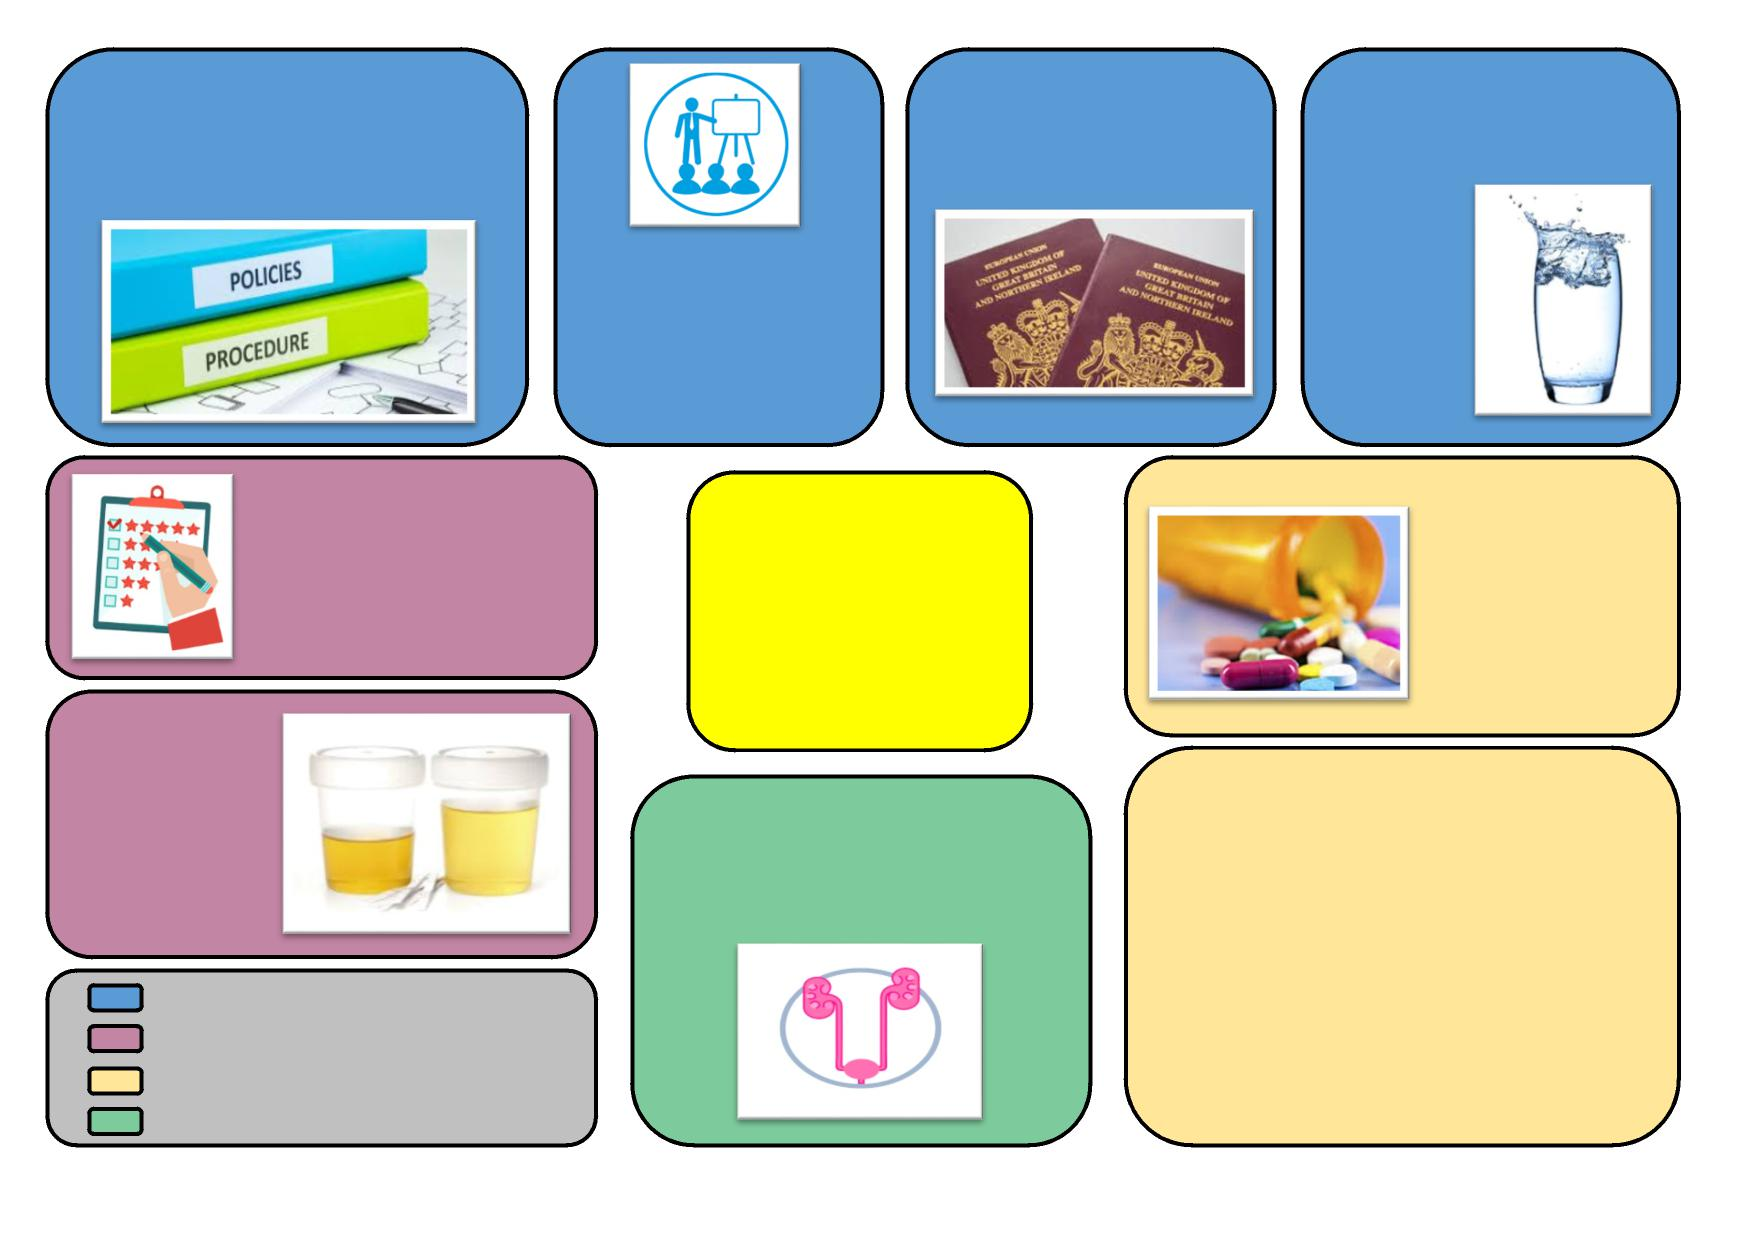 POLICIES
PROCEDURE
EUROPEAN UNION
UNITED KINGDOM OF
GREAT BRITAIN
AND NORTHERN IRELAND
EUROPEAN UNION
UNITED KINGDOM OF
GREAT BRITAIN
AND NORTHERN IRELAND